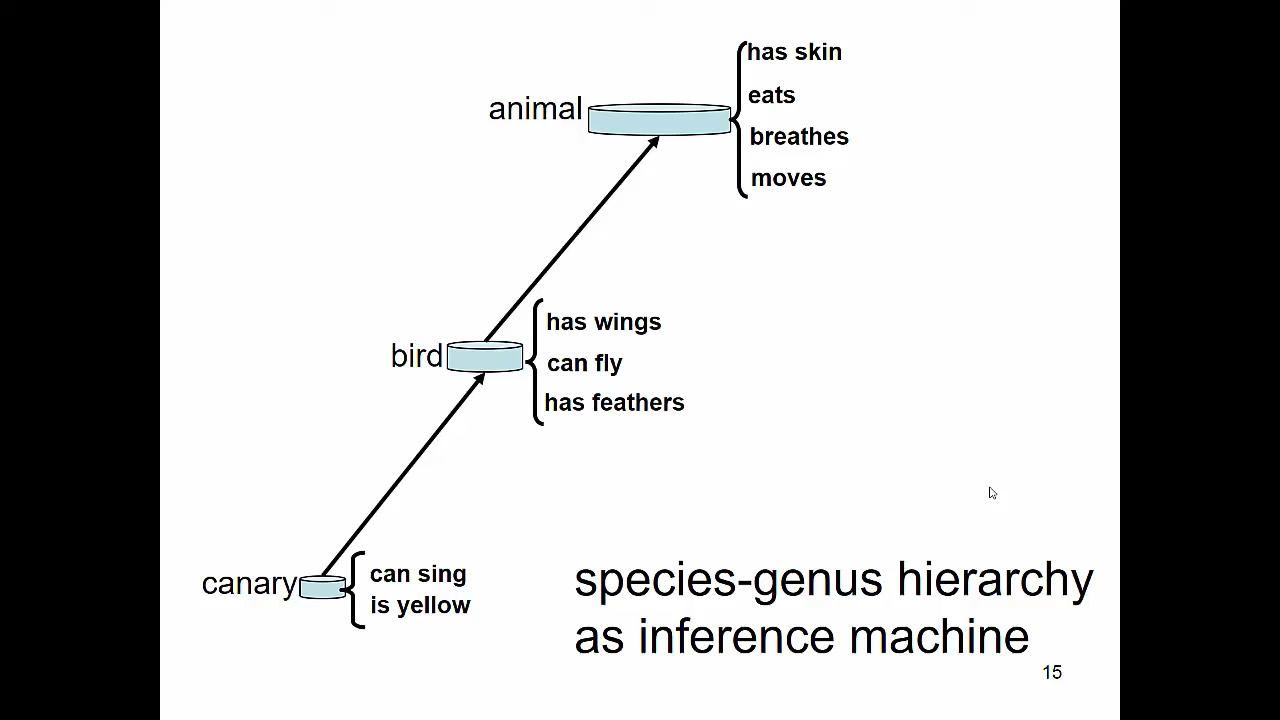 animal
has skin
eats
breathes
moves
bird
has wings
can fly
has feathers
canary
can sing
is yellow
species-genus hierarchy
as inference machine
15